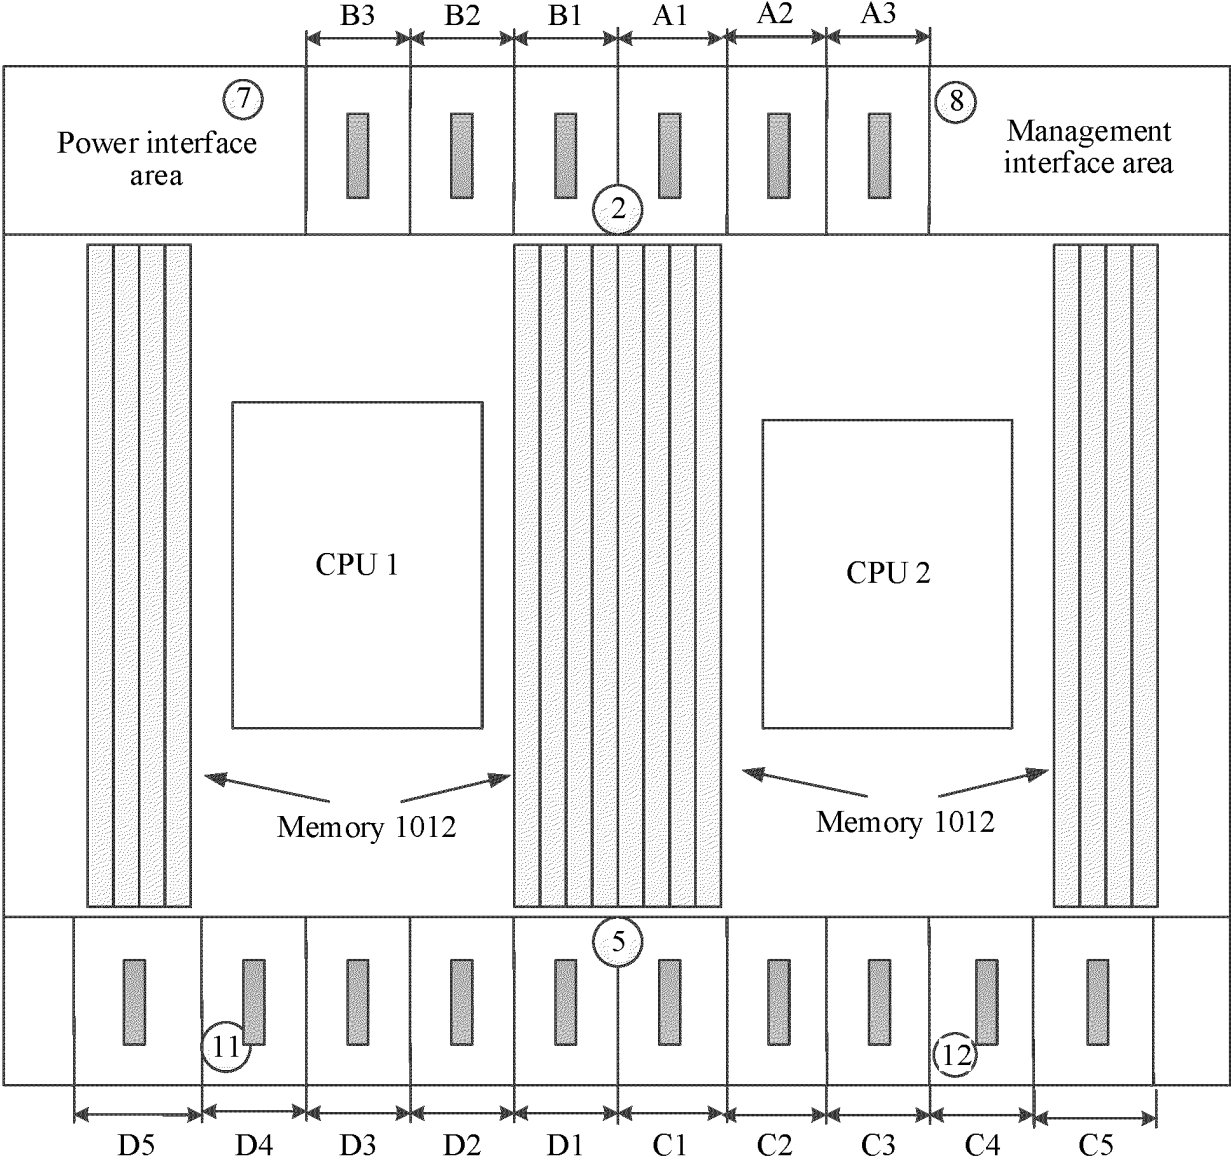 B3 B2 B1 A1 A2 A3
7 8
Power interface
area
Management
interface area
2
CPU 1
CPU 2
Memory 1012
Memory 1012
5
11 12
D5 D4 D3 D2 D1 C1 C2 C3 C4 C5